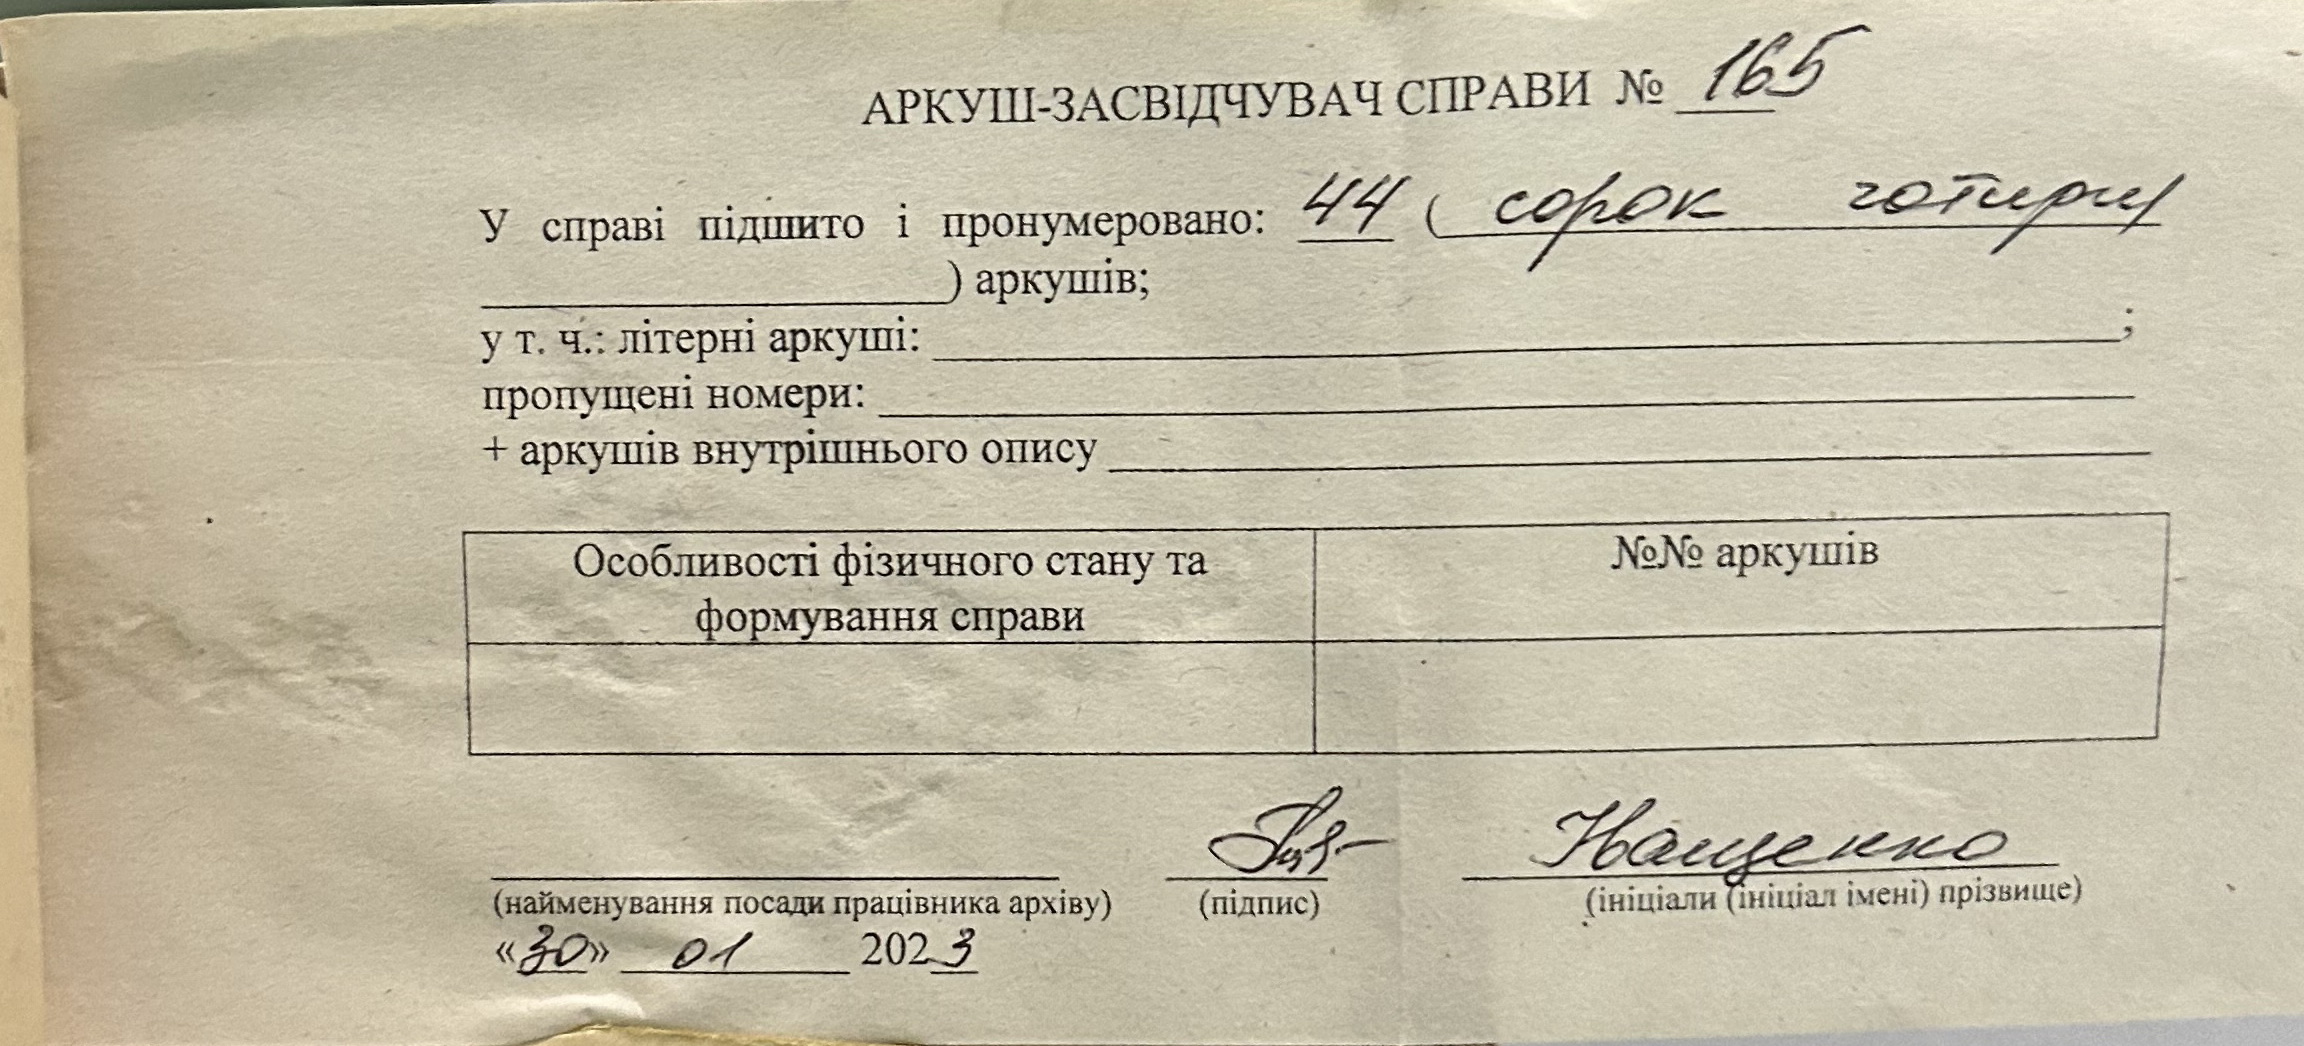 АРКУШ-ЗАСВІДЧУВАЧ СПРАВИ № 165
У справі підшито і пронумеровано: 44 ( сорок чотири
) аркушів;
у т. ч.: літерні аркуші: ;
пропущені номери:
+ аркушів внутрішнього опису
Особливості фізичного стану та формування справи
№№ аркушів
Нащенко
(найменування посади працівника архіву) (підпис) (ініціали (ініціал імені) прізвище)
«30» 01 2023